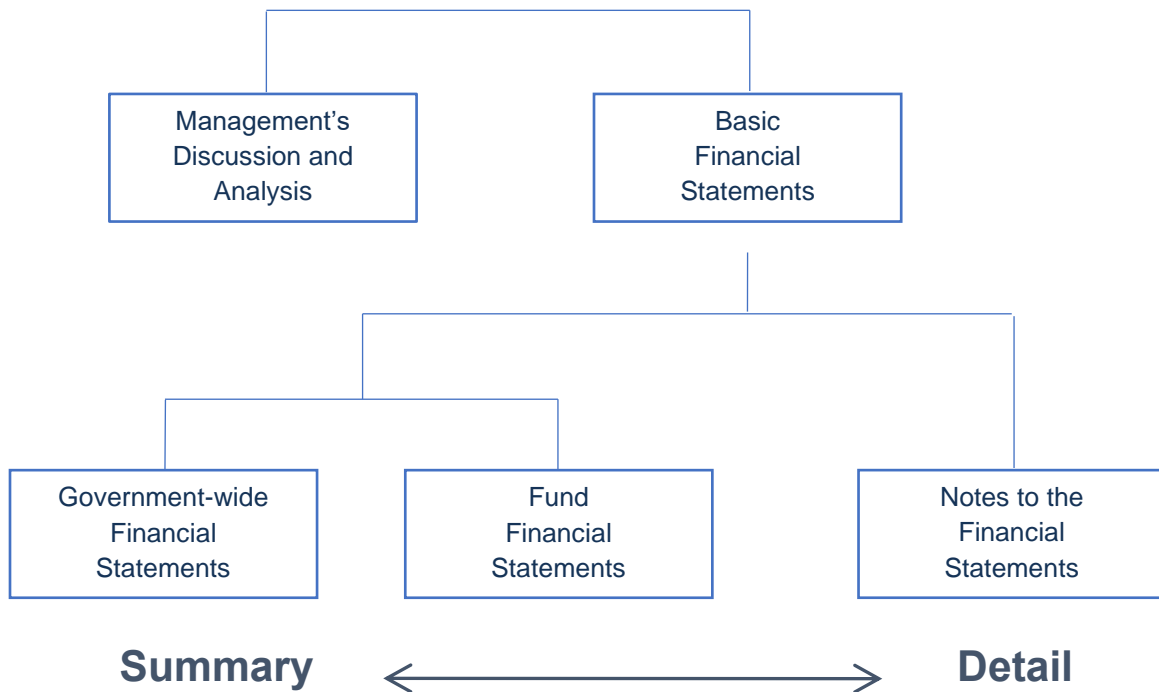 Management’s
Discussion and
Analysis
Basic
Financial
Statements
Government-wide
Financial
Statements
Fund
Financial
Statements
Notes to the
Financial
Statements
Summary
Detail